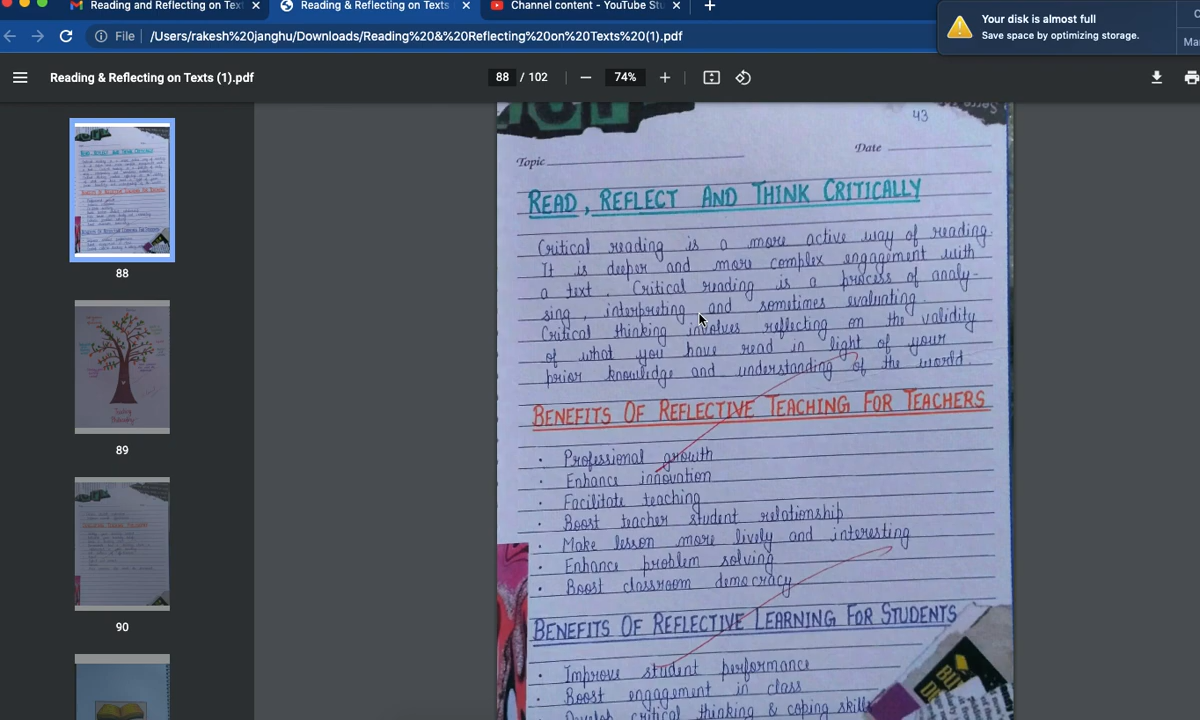 Reading and Reflecting on Tex
Reading & Reflecting on Texts
Channel content - YouTube Stu
Your disk is almost full
Save space by optimizing storage.
File
/Users/rakesh%20janghu/Downloads/Reading%20&%20Reflecting%20on%20Texts%20(1).pdf
Reading & Reflecting on Texts (1).pdf
88 / 102
74%
88
89
90
43
Topic
Date
READ, REFLECT AND THINK CRITICALLY
Critical reading is a more active way of reading.
It is deeper and more complex engagement with
a text. Critical reading is a process of analy-
sing, interpreting and sometimes evaluating.
Critical thinking involves reflecting on the validity
of what you have read in light of your
prior knowledge and understanding of the world.
BENEFITS OF REFLECTIVE TEACHING FOR TEACHERS
• Professional growth
• Enhance innovation
• Facilitate teaching
• Boost teacher student relationship
• Make lesson more lively and interesting
• Enhance problem solving
• Boost classroom democracy
BENEFITS OF REFLECTIVE LEARNING FOR STUDENTS
• Improve student performance
• Boost engagement in class
• Develop critical thinking & coping skills